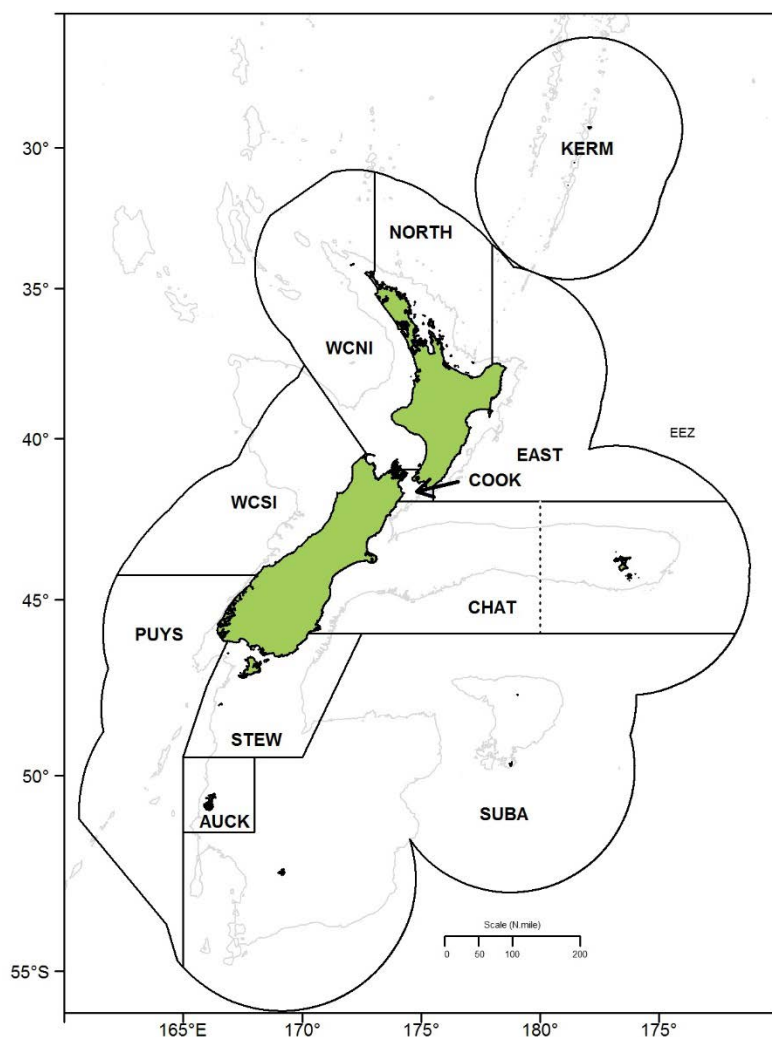 30°
KERM
NORTH
35°
WCNI
40°
EEZ
EAST
COOK
WCSI
45°
CHAT
PUYS
STEW
50°
AUCK
SUBA
Scale (N.mile)
0 50 100 200
55°S
165°E 170° 175° 180° 175°